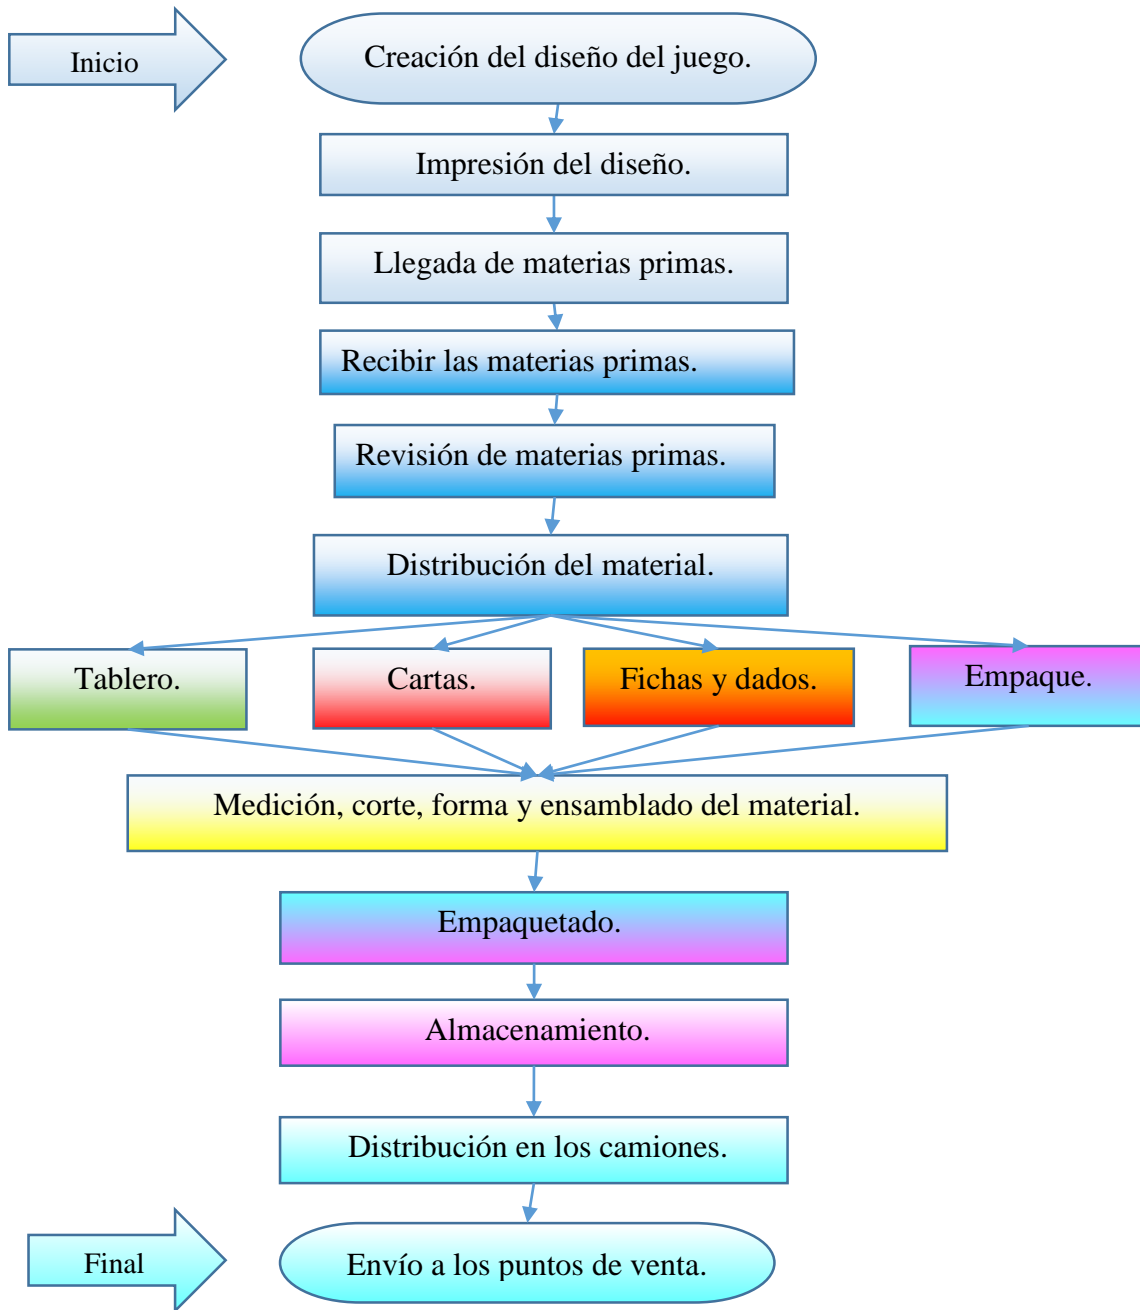 Inicio
Creación del diseño del juego.
Impresión del diseño.
Llegada de materias primas.
Recibir las materias primas.
Revisión de materias primas.
Distribución del material.
Tablero.
Cartas.
Fichas y dados.
Empaque.
Medición, corte, forma y ensamblado del material.
Empaquetado.
Almacenamiento.
Distribución en los camiones.
Final
Envío a los puntos de venta.